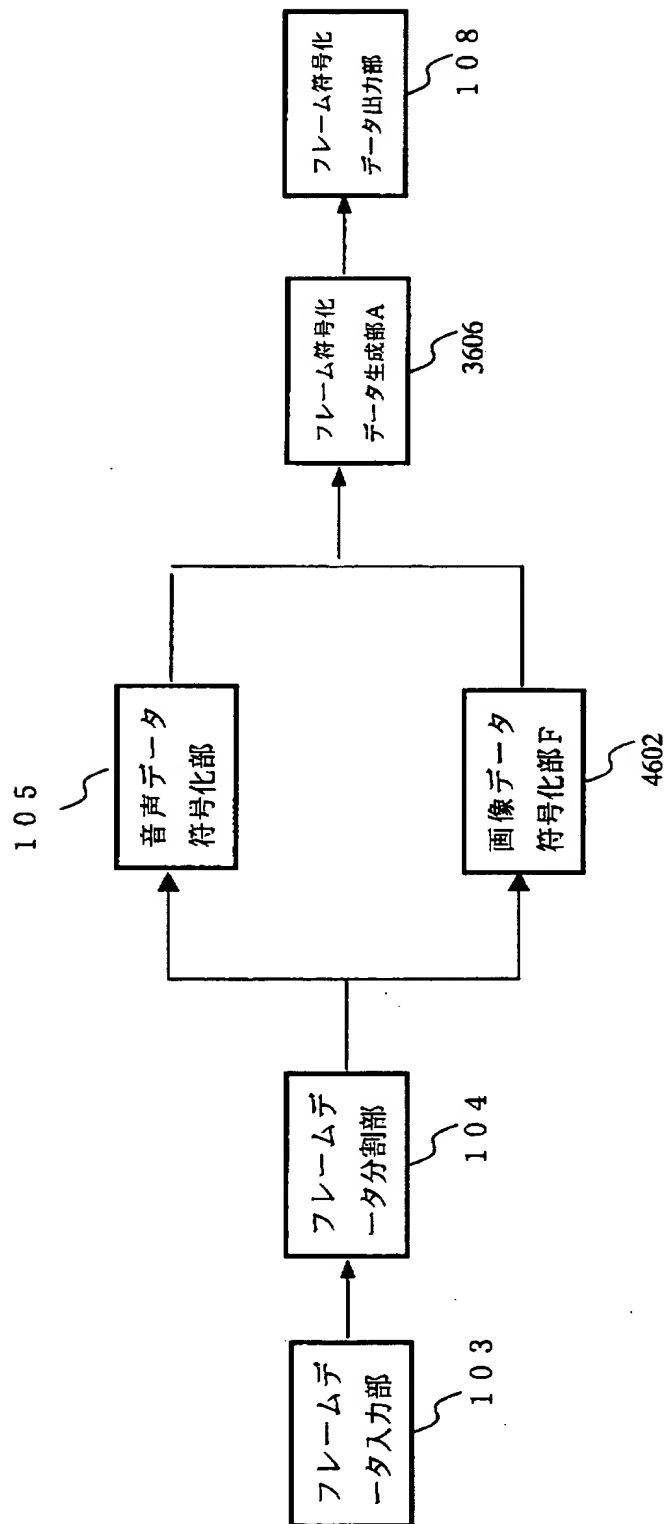 フレームデ
ータ入力部
103
フレームデ
ータ分割部
104
音声データ
符号化部
105
画像データ
符号化部F
4602
フレーム符号化
データ生成部A
3606
フレーム符号化
データ出力部
108